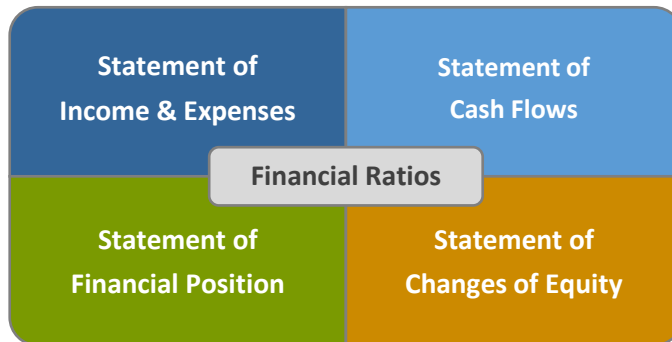 Statement of
Income & Expenses
Statement of
Cash Flows
Financial Ratios
Statement of
Financial Position
Statement of
Changes of Equity